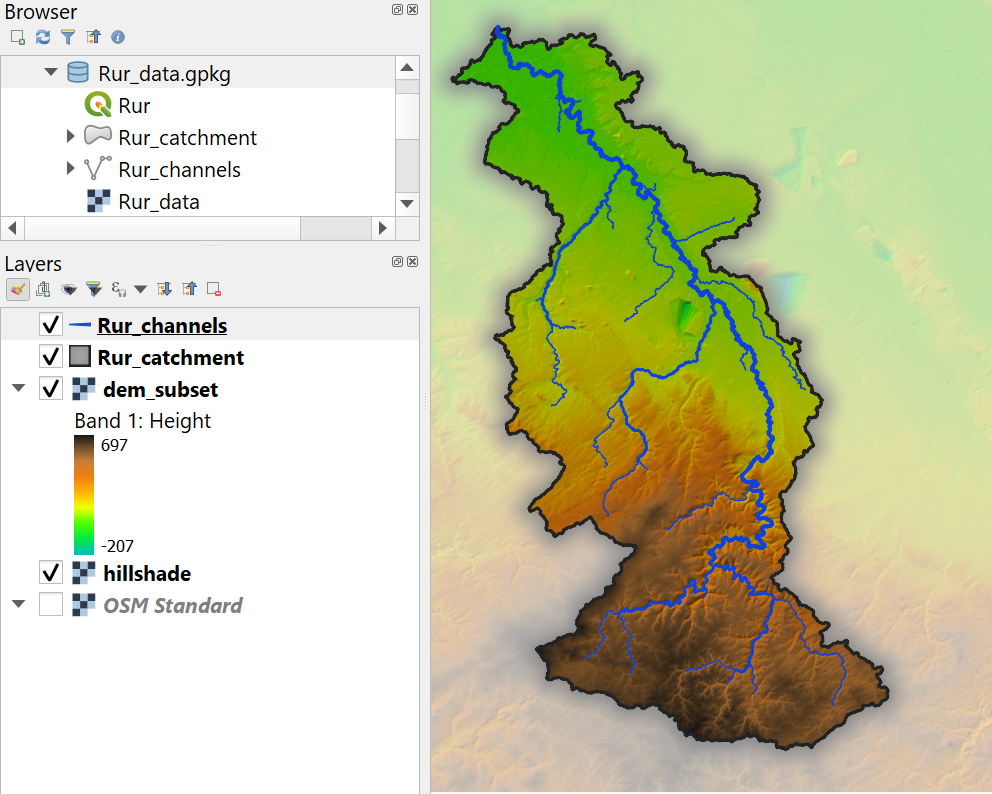 Browser
Rur_data.gpkg
Rur
Rur_catchment
Rur_channels
Rur_data
Layers
Rur_channels
Rur_catchment
dem_subset
Band 1: Height
697
-207
hillshade
OSM Standard